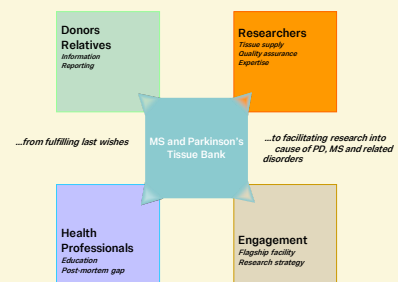 Donors
Relatives
Information
Reporting
Researchers
Tissue supply
Quality assurance
Expertise
...from fulfilling last wishes
MS and Parkinson's
Tissue Bank
...to facilitating research into
cause of PD, MS and related
disorders
Health
Professionals
Education
Post-mortem gap
Engagement
Flagship facility
Research strategy